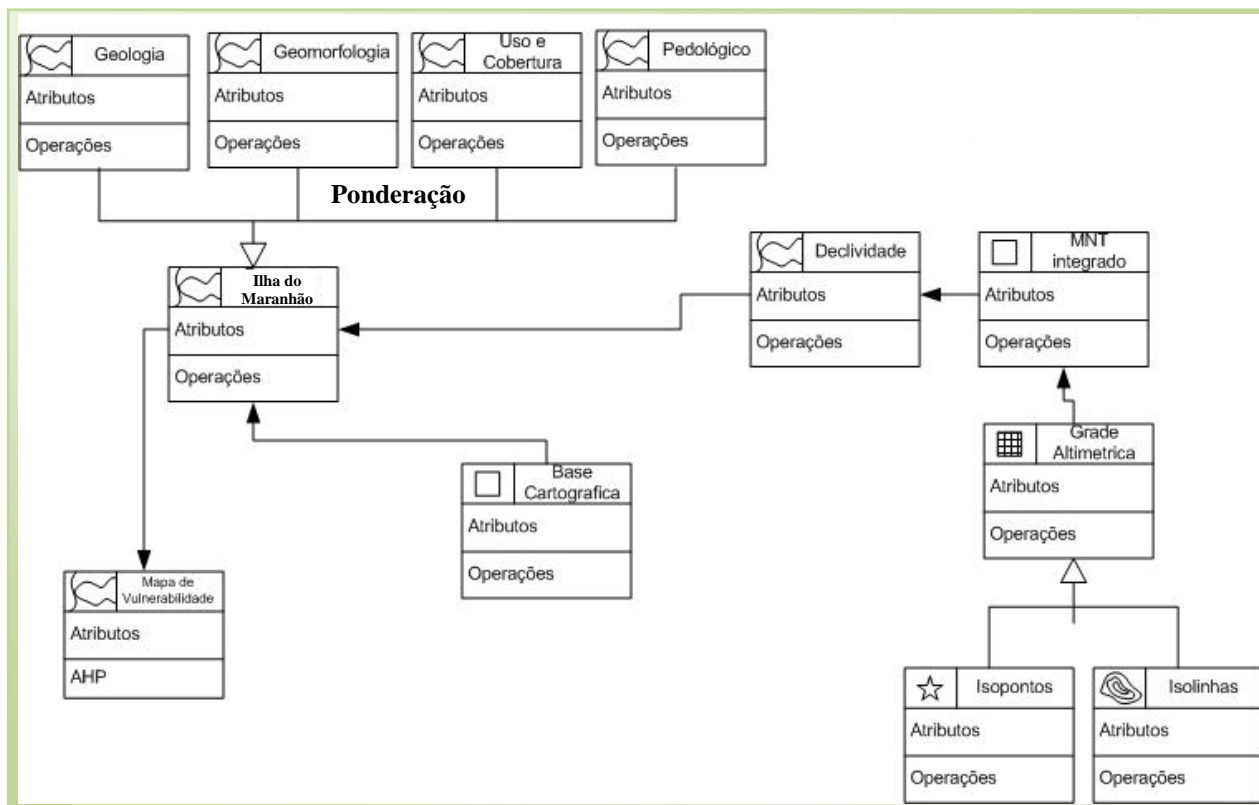 Geologia
Atributos
Operações
Geomorfologia
Atributos
Operações
Uso e
Cobertura
Atributos
Operações
Pedológico
Atributos
Operações
Ponderação
Ilha do
Maranhão
Atributos
Operações
Declividade
Atributos
Operações
MNT
integrado
Atributos
Operações
Grade
Altimetrica
Atributos
Operações
Base
Cartografica
Atributos
Operações
Mapa de
Vulnerabilidade
Atributos
AHP
Isopontos
Atributos
Operações
Isolinhas
Atributos
Operações